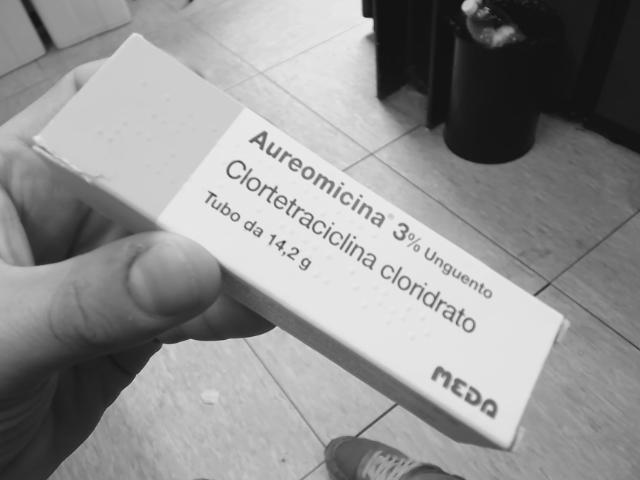 Aureomicina® 3% Unguento
Clortetraciclina cloridrato
Tubo da 14,2 g
MEDA